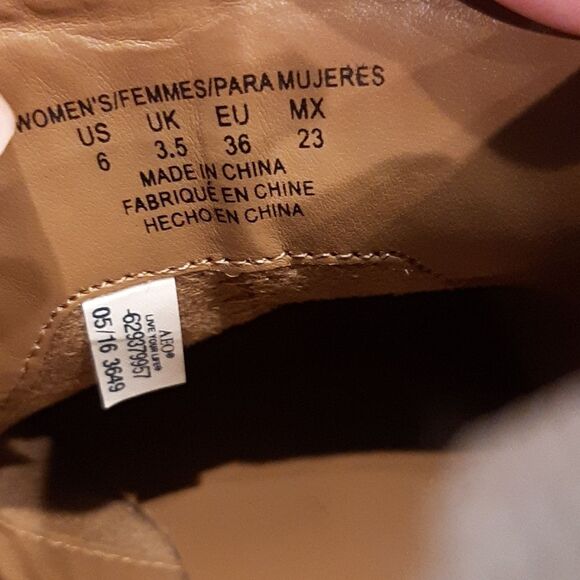 WOMEN'S/FEMMES/PARA MUJERES
US UK EU MX
6 3.5 36 23
MADE IN CHINA
FABRIQUÉ EN CHINE
HECHO EN CHINA
AEO®
LIVE YOUR LIFE®
629379957
05/16 3649